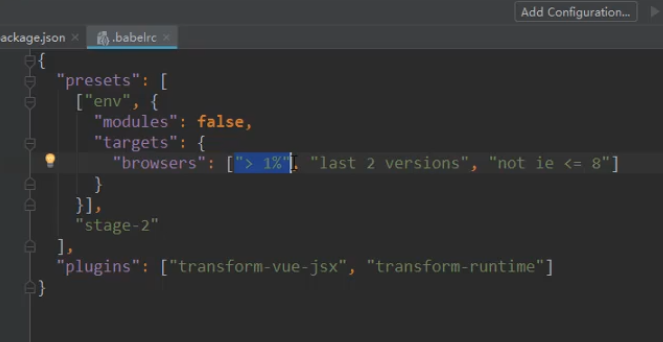 Add Configuration...
ackage.json × .babelrc ×
{
"presets": [
["env", {
"modules": false,
"targets": {
"browsers": ["> 1%", "last 2 versions", "not ie <= 8"]
}
}],
"stage-2"
],
"plugins": ["transform-vue-jsx", "transform-runtime"]
}